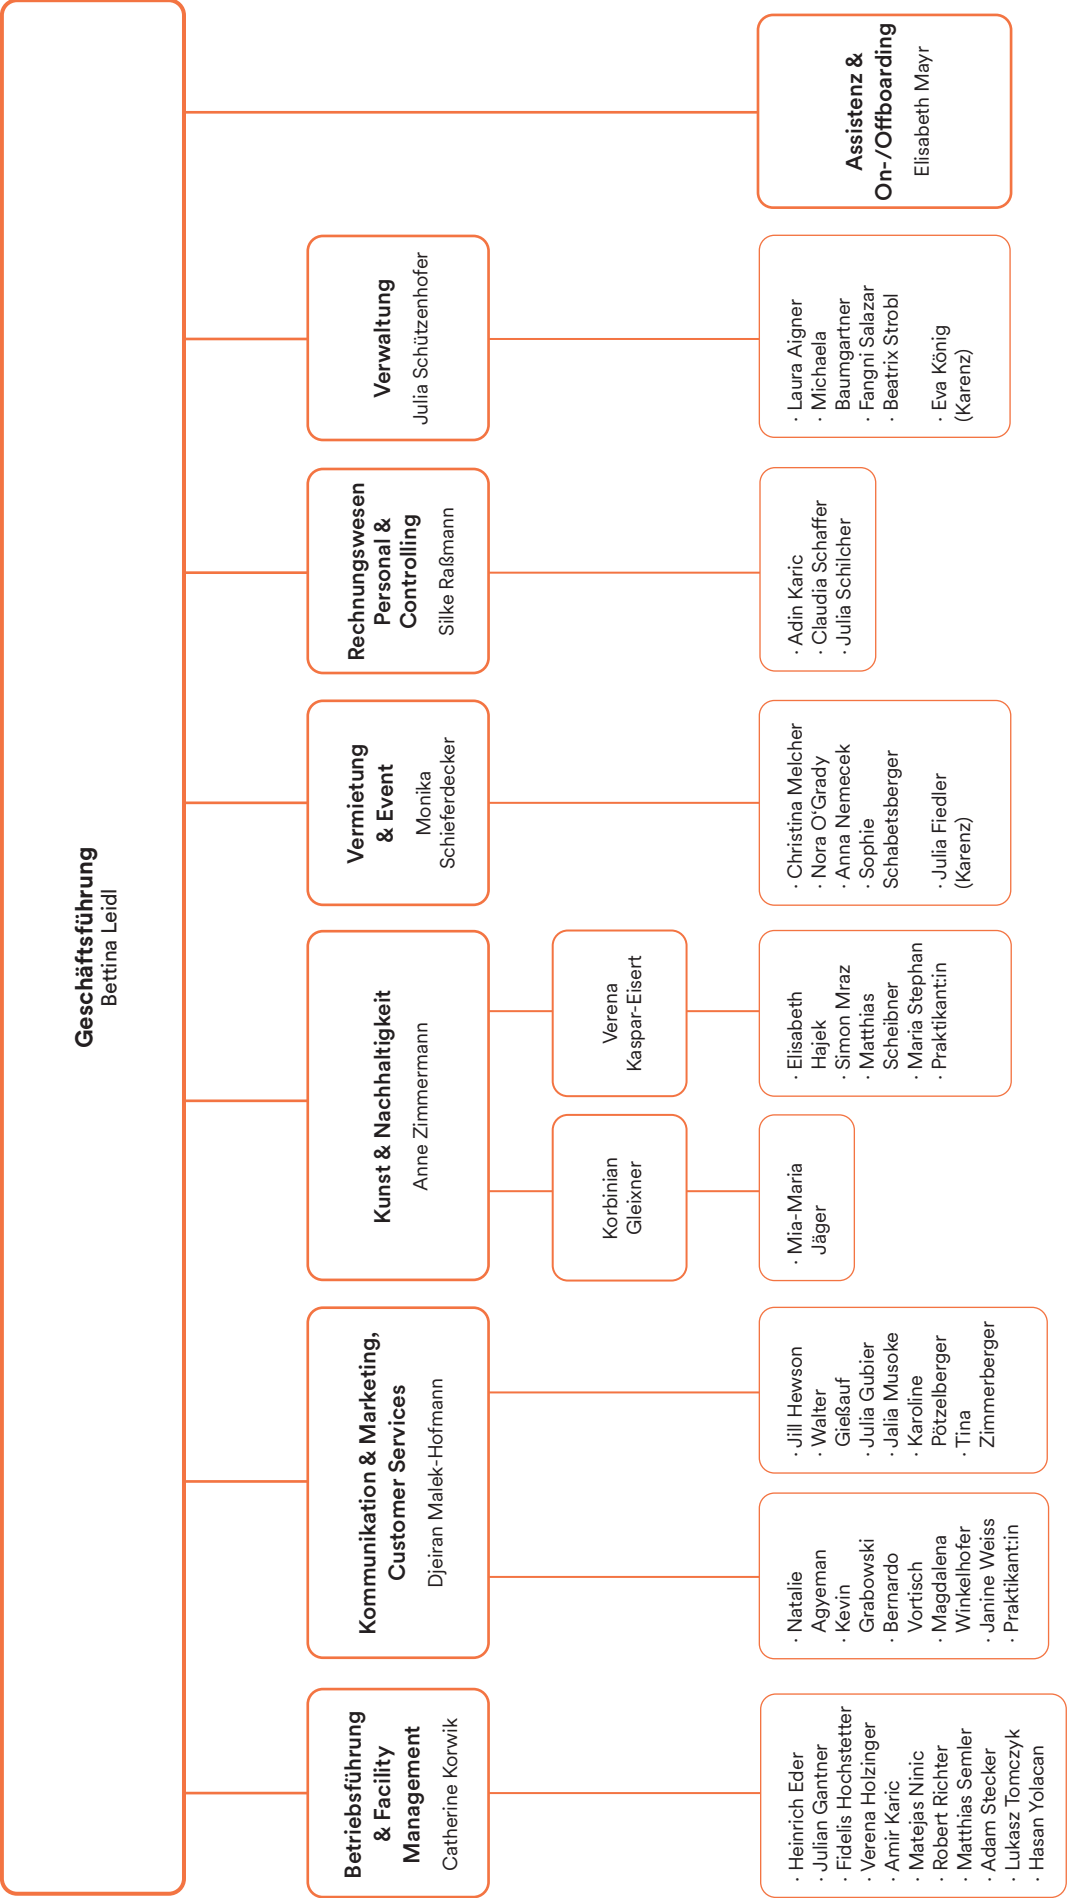 Geschäftsführung
Bettina Leidl
Betriebsführung
& Facility
Management
Catherine Korwik
Kommunikation & Marketing,
Customer Services
Djeiran Malek-Hofmann
Kunst & Nachhaltigkeit
Anne Zimmermann
Vermietung
& Event
Monika
Schieferdecker
Rechnungswesen
Personal &
Controlling
Silke Raßmann
Verwaltung
Julia Schützenhofer
Assistenz &
On-/Offboarding
Elisabeth Mayr
Korbinian
Gleixner
Verena
Kaspar-Eisert
· Heinrich Eder
· Julian Gantner
· Fidelis Hochstetter
· Verena Holzinger
· Amir Karic
· Matejas Ninic
· Robert Richter
· Matthias Semler
· Adam Stecker
· Lukasz Tomczyk
· Hasan Yolacan
· Natalie
Agyeman
· Kevin
Grabowski
· Bernardo
Vortisch
· Magdalena
Winkelhofer
· Janine Weiss
· Praktikant:in
· Jill Hewson
· Walter
Gießauf
· Julia Gubier
· Jalia Musoke
· Karoline
Pötzelberger
· Tina
Zimmerberger
· Mia-Maria
Jäger
· Elisabeth
Hajek
· Simon Mraz
· Matthias
Scheibner
· Maria Stephan
· Praktikant:in
· Christina Melcher
· Nora O‘Grady
· Anna Nemecek
· Sophie
Schabetsberger
· Julia Fiedler
(Karenz)
· Adin Karic
· Claudia Schaffer
· Julia Schilcher
· Laura Aigner
· Michaela
Baumgartner
· Fangni Salazar
· Beatrix Strobl
· Eva König
(Karenz)